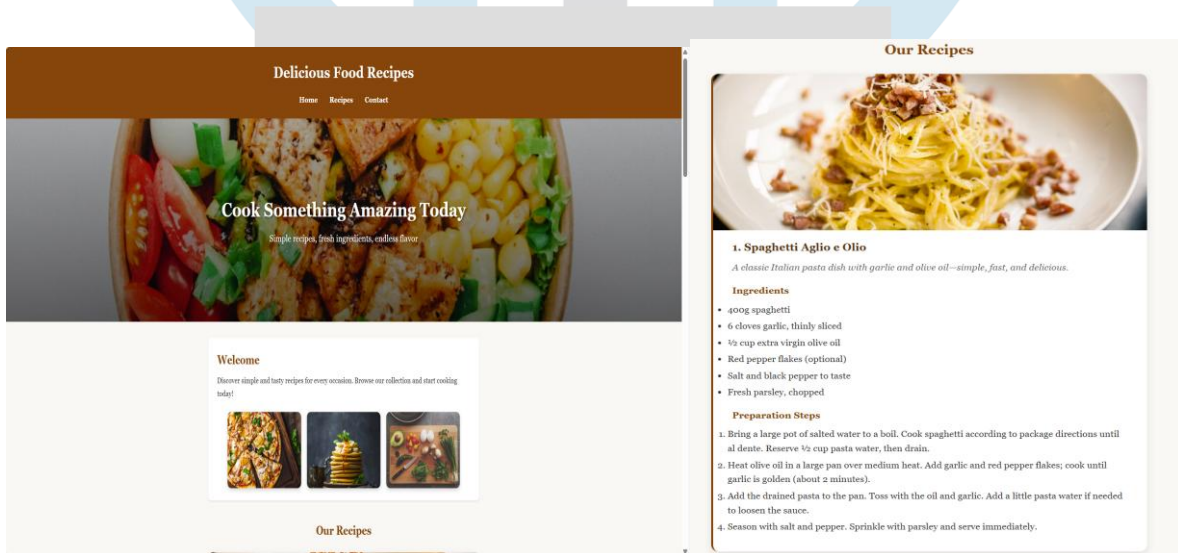 Delicious Food Recipes
Home Recipes Contact
Cook Something Amazing Today
Simple recipes, fresh ingredients, endless flavor
Welcome
Discover simple and tasty recipes for every occasion. Browse our collection and start cooking
today!
Our Recipes
Our Recipes
1. Spaghetti Aglio e Olio
A classic Italian pasta dish with garlic and olive oil—simple, fast, and delicious.
Ingredients
• 400g spaghetti
• 6 cloves garlic, thinly sliced
• ½ cup extra virgin olive oil
• Red pepper flakes (optional)
• Salt and black pepper to taste
• Fresh parsley, chopped
Preparation Steps
1. Bring a large pot of salted water to a boil. Cook spaghetti according to package directions until
al dente. Reserve ½ cup pasta water, then drain.
2. Heat olive oil in a large pan over medium heat. Add garlic and red pepper flakes; cook until
garlic is golden (about 2 minutes).
3. Add the drained pasta to the pan. Toss with the oil and garlic. Add a little pasta water if needed
to loosen the sauce.
4. Season with salt and pepper. Sprinkle with parsley and serve immediately.